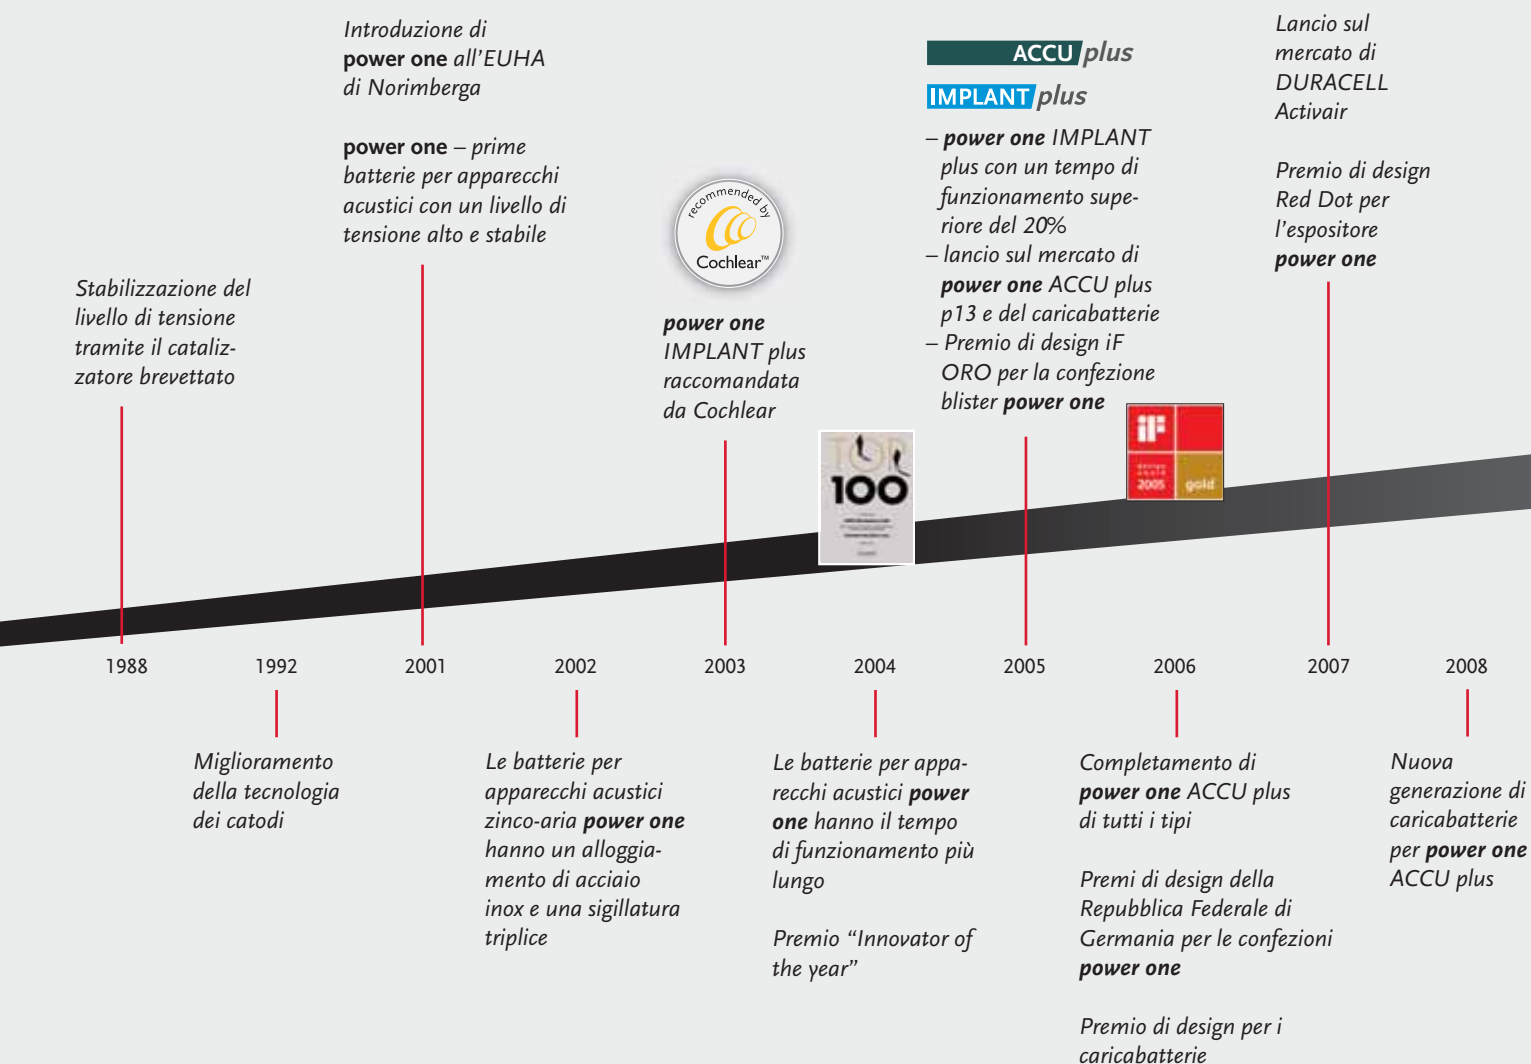 Introduzione di
power one all'EUHA
di Norimberga
power one – prime
batterie per apparecchi
acustici con un livello di
tensione alto e stabile
Stabilizzazione del
livello di tensione
tramite il cataliz-
zatore brevettato
recommended by
Cochlear™
power one
IMPLANT plus
raccomandata
da Cochlear
ACCU plus
IMPLANT plus
– power one IMPLANT
plus con un tempo di
funzionamento supe-
riore del 20%
– lancio sul mercato di
power one ACCU plus
p13 e del caricabatterie
– Premio di design iF
ORO per la confezione
blister power one
Lancio sul
mercato di
DURACELL
Activair
Premio di design
Red Dot per
l'espositore
power one
TOP
100
iF
design
award
2005
gold
1988
1992
2001
2002
2003
2004
2005
2006
2007
2008
Miglioramento
della tecnologia
dei catodi
Le batterie per
apparecchi acustici
zinco-aria power one
hanno un alloggia-
mento di acciaio
inox e una sigillatura
triplice
Le batterie per appa-
recchi acustici power
one hanno il tempo
di funzionamento più
lungo
Premio “Innovator of
the year”
Completamento di
power one ACCU plus
di tutti i tipi
Premi di design della
Repubblica Federale di
Germania per le confezioni
power one
Premio di design per i
caricabatterie
Nuova
generazione di
caricabatterie
per power one
ACCU plus